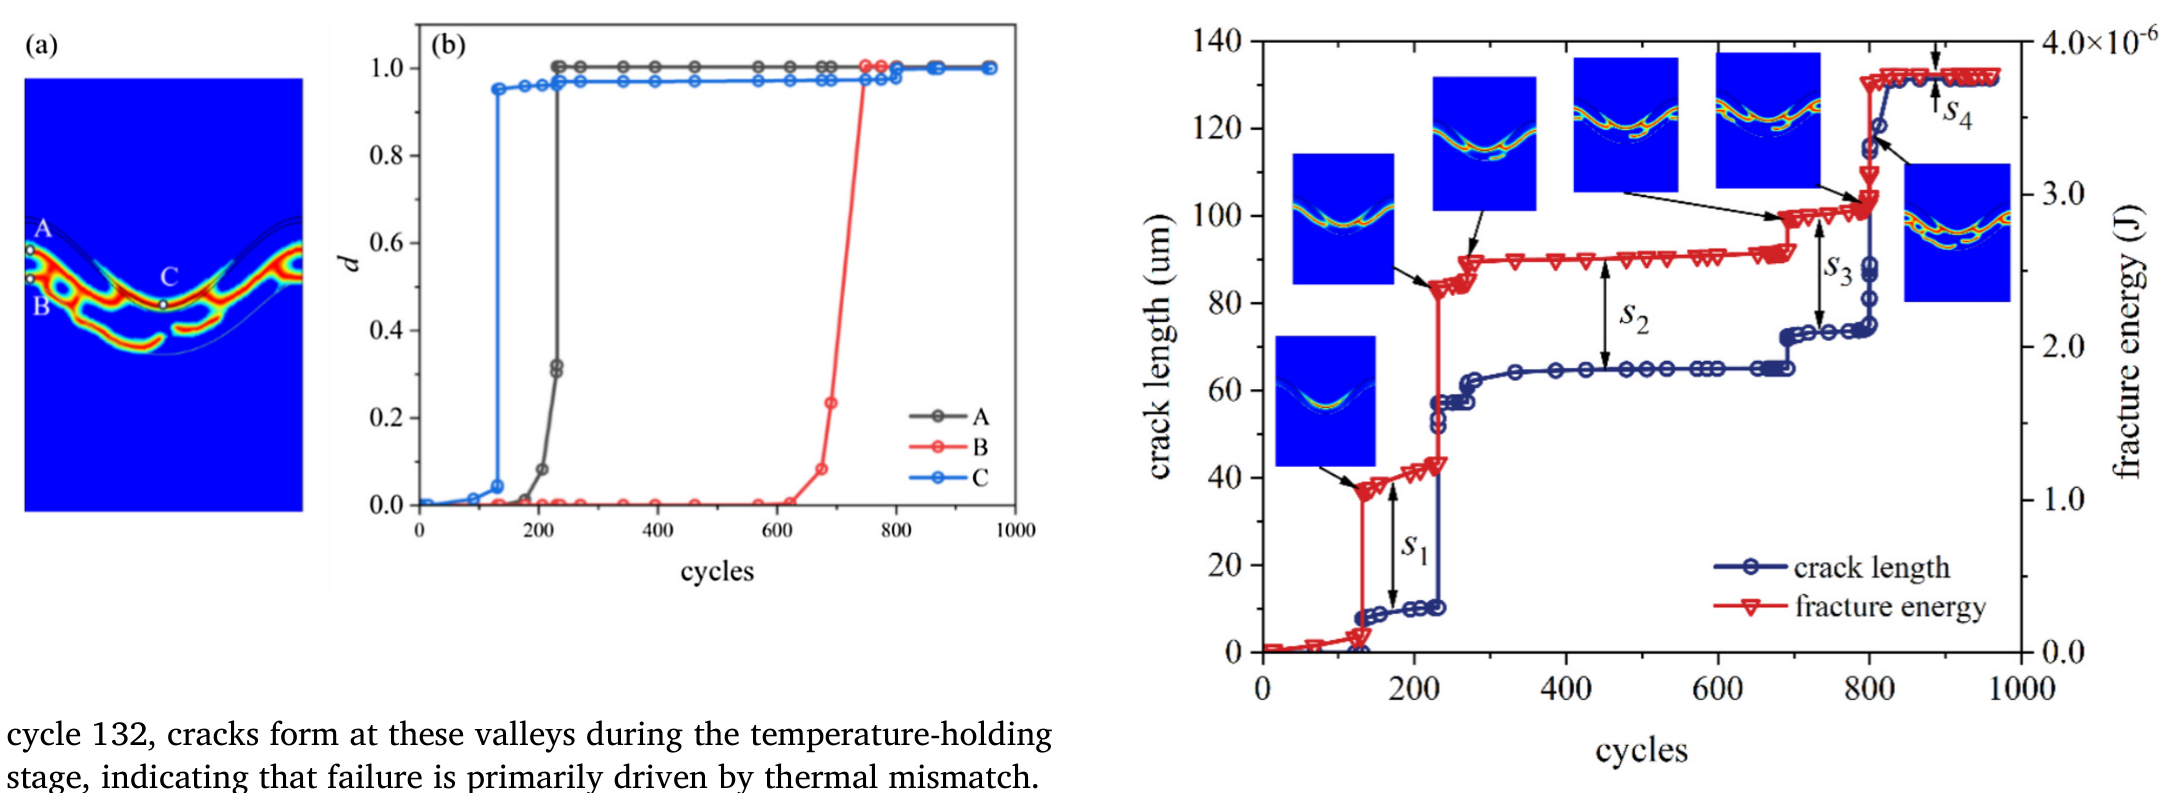 (a)
A
B
C
(b)
1.0
0.8
0.6
0.4
0.2
0.0
d
0 200 400 600 800 1000
cycles
A
B
C
cycle 132, cracks form at these valleys during the temperature-holding
stage, indicating that failure is primarily driven by thermal mismatch.
140
120
100
80
60
40
20
0
crack length (um)
4.0×10-6
3.0
2.0
1.0
0.0
fracture energy (J)
s1
s2
s3
s4
crack length
fracture energy
0 200 400 600 800 1000
cycles